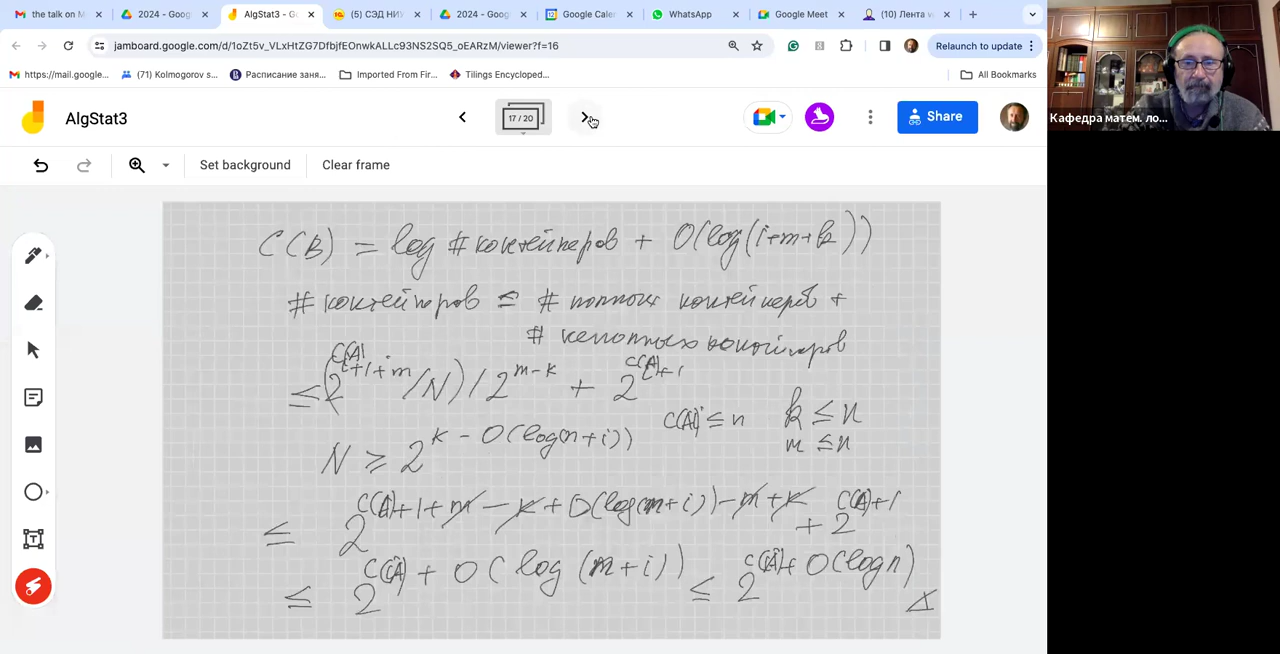 the talk on M
2024 - Goog
AlgStat3 - G
(5) СЭД НИУ
2024 - Goog
Google Caler
WhatsApp
Google Meet
(10) Лента
jamboard.google.com/d/1oZt5v_VLxHtZG7DfbjfEOnwkALLc93NS2SQ5_oEARzM/viewer?f=16
Relaunch to update
https://mail.google...
(71) Kolmogorov s...
Расписание заня...
Imported From Fir...
Tilings Encycloped...
All Bookmarks
AlgStat3
17 / 20
Share
Set background
Clear frame
Кафедра матем. ло...
C(B) = log # контейнеров + O(log(i+m+k))
# контейнеров ≤ # полных контейнеров +
# неполных контейнеров
≤ (2^{C(A)+1+m}/N)/2^{m-k} + 2^{C(A)+1}
C(A) ≤ n k ≤ n
N ≥ 2^{k - O(log(n+i))} m ≤ n
≤ 2^{C(A)+1+m-k+O(log(m+i))-m+k} + 2^{C(A)+1}
≤ 2^{C(A) + O(log(m+i))} ≤ 2^{C(A)+O(log n)}